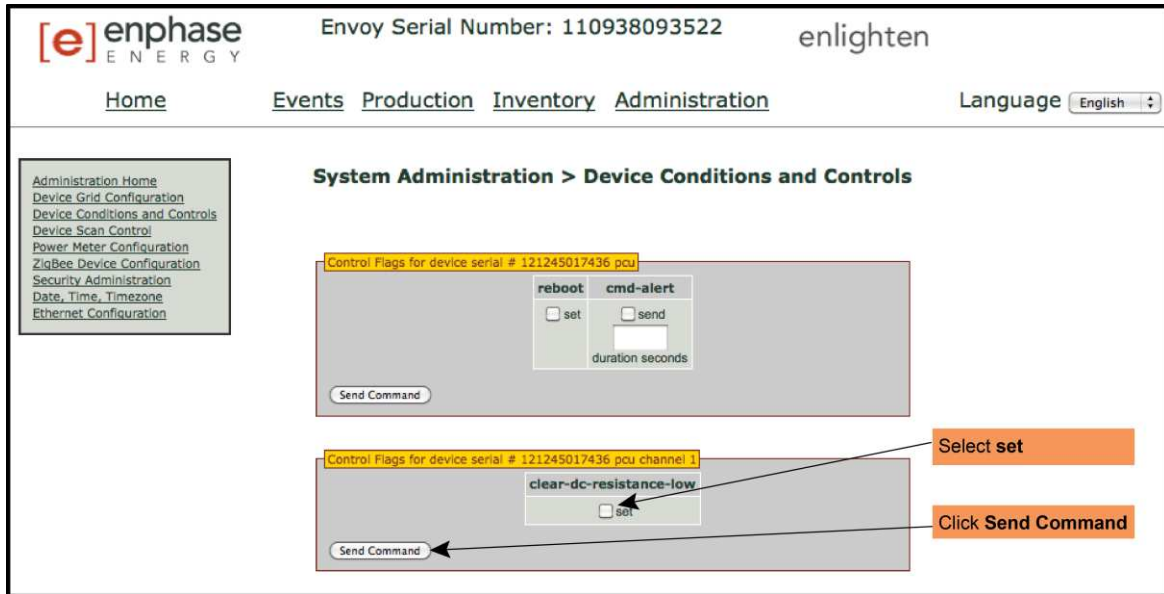 [e] enphase
ENERGY
Envoy Serial Number: 110938093522
enlighten
Home Events Production Inventory Administration Language English
Administration Home
Device Grid Configuration
Device Conditions and Controls
Device Scan Control
Power Meter Configuration
ZigBee Device Configuration
Security Administration
Date, Time, Timezone
Ethernet Configuration
System Administration > Device Conditions and Controls
Control Flags for device serial # 121245017436 pcu
reboot cmd-alert
set send
duration seconds
Send Command
Control Flags for device serial # 121245017436 pcu channel 1
clear-dc-resistance-low
set
Send Command
Select set
Click Send Command